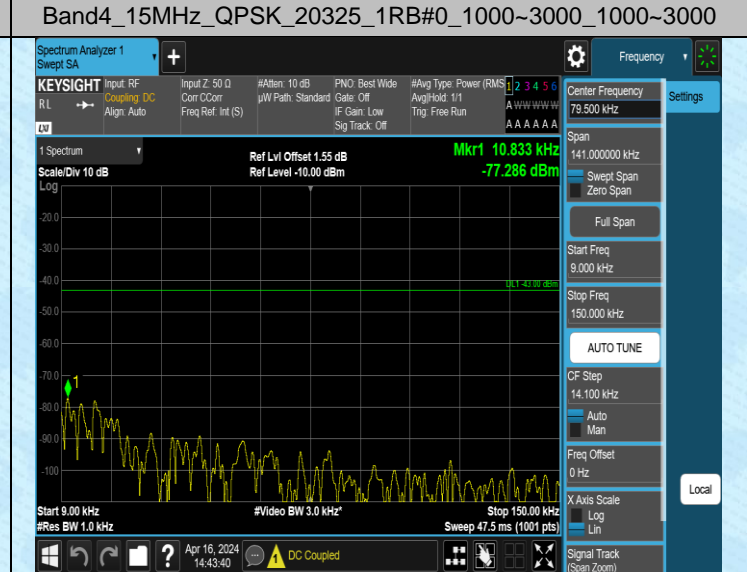 Band4_15MHz_QPSK_20325_1RB#0_1000~3000_1000~3000
Spectrum Analyzer 1
Swept SA
+
Frequency
KEYSIGHT
RL
LXI
Input: RF
Coupling: DC
Align: Auto
Input Z: 50 Ω
Corr CCorr
Freq Ref: Int (S)
#Atten: 10 dB
µW Path: Standard
PNO: Best Wide
Gate: Off
IF Gain: Low
Sig Track: Off
#Avg Type: Power (RMS
Avg|Hold: 1/1
Trig: Free Run
1 2 3 4 5 6
A W W W W W
A A A A A A
1 Spectrum
Scale/Div 10 dB
Log
Ref Lvl Offset 1.55 dB
Ref Level -10.00 dBm
Mkr1 10.833 kHz
-77.286 dBm
-20.0
-30.0
-40.0
DL1 -43.00 dBm
-50.0
-60.0
-70.0
1
-80.0
-90.0
-100
Start 9.00 kHz
#Res BW 1.0 kHz
#Video BW 3.0 kHz*
Stop 150.00 kHz
Sweep 47.5 ms (1001 pts)
?
Apr 16, 2024
14:43:40
DC Coupled
Center Frequency
79.500 kHz
Settings
Span
141.000000 kHz
Swept Span
Zero Span
Full Span
Start Freq
9.000 kHz
Stop Freq
150.000 kHz
AUTO TUNE
CF Step
14.100 kHz
Auto
Man
Freq Offset
0 Hz
X Axis Scale
Log
Lin
Local
Signal Track
(Span Zoom)